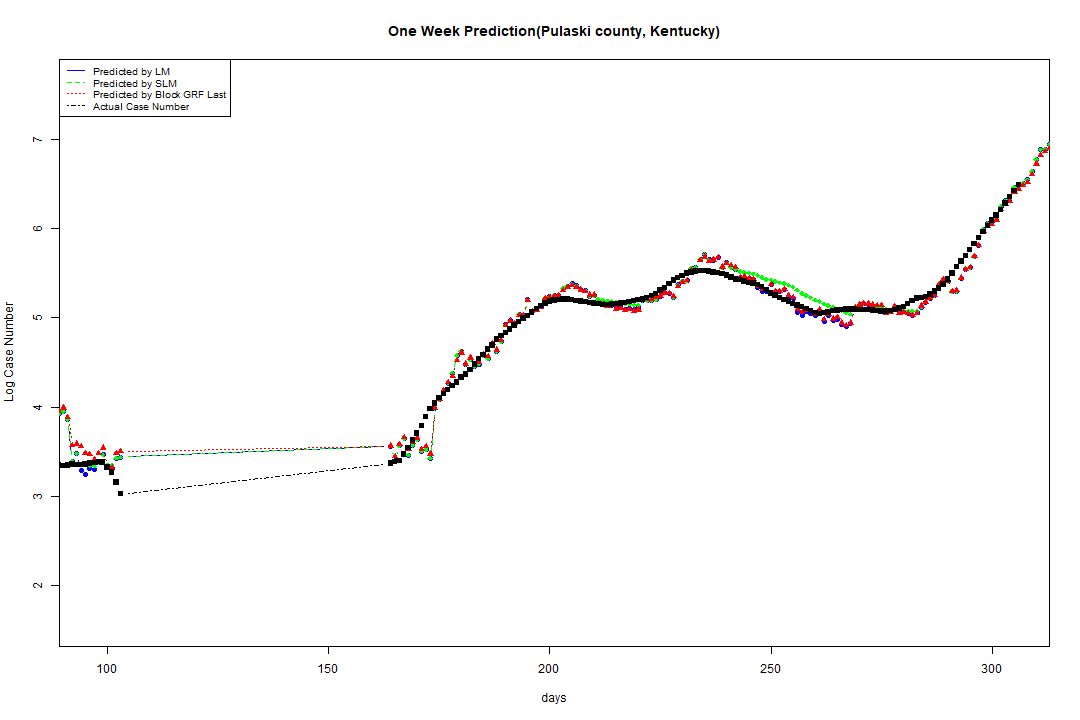 One Week Prediction(Pulaski county, Kentucky)
Predicted by LM
Predicted by SLM
Predicted by Block GRF Last
Actual Case Number
Log Case Number
7
6
5
4
3
2
100 150 200 250 300
days